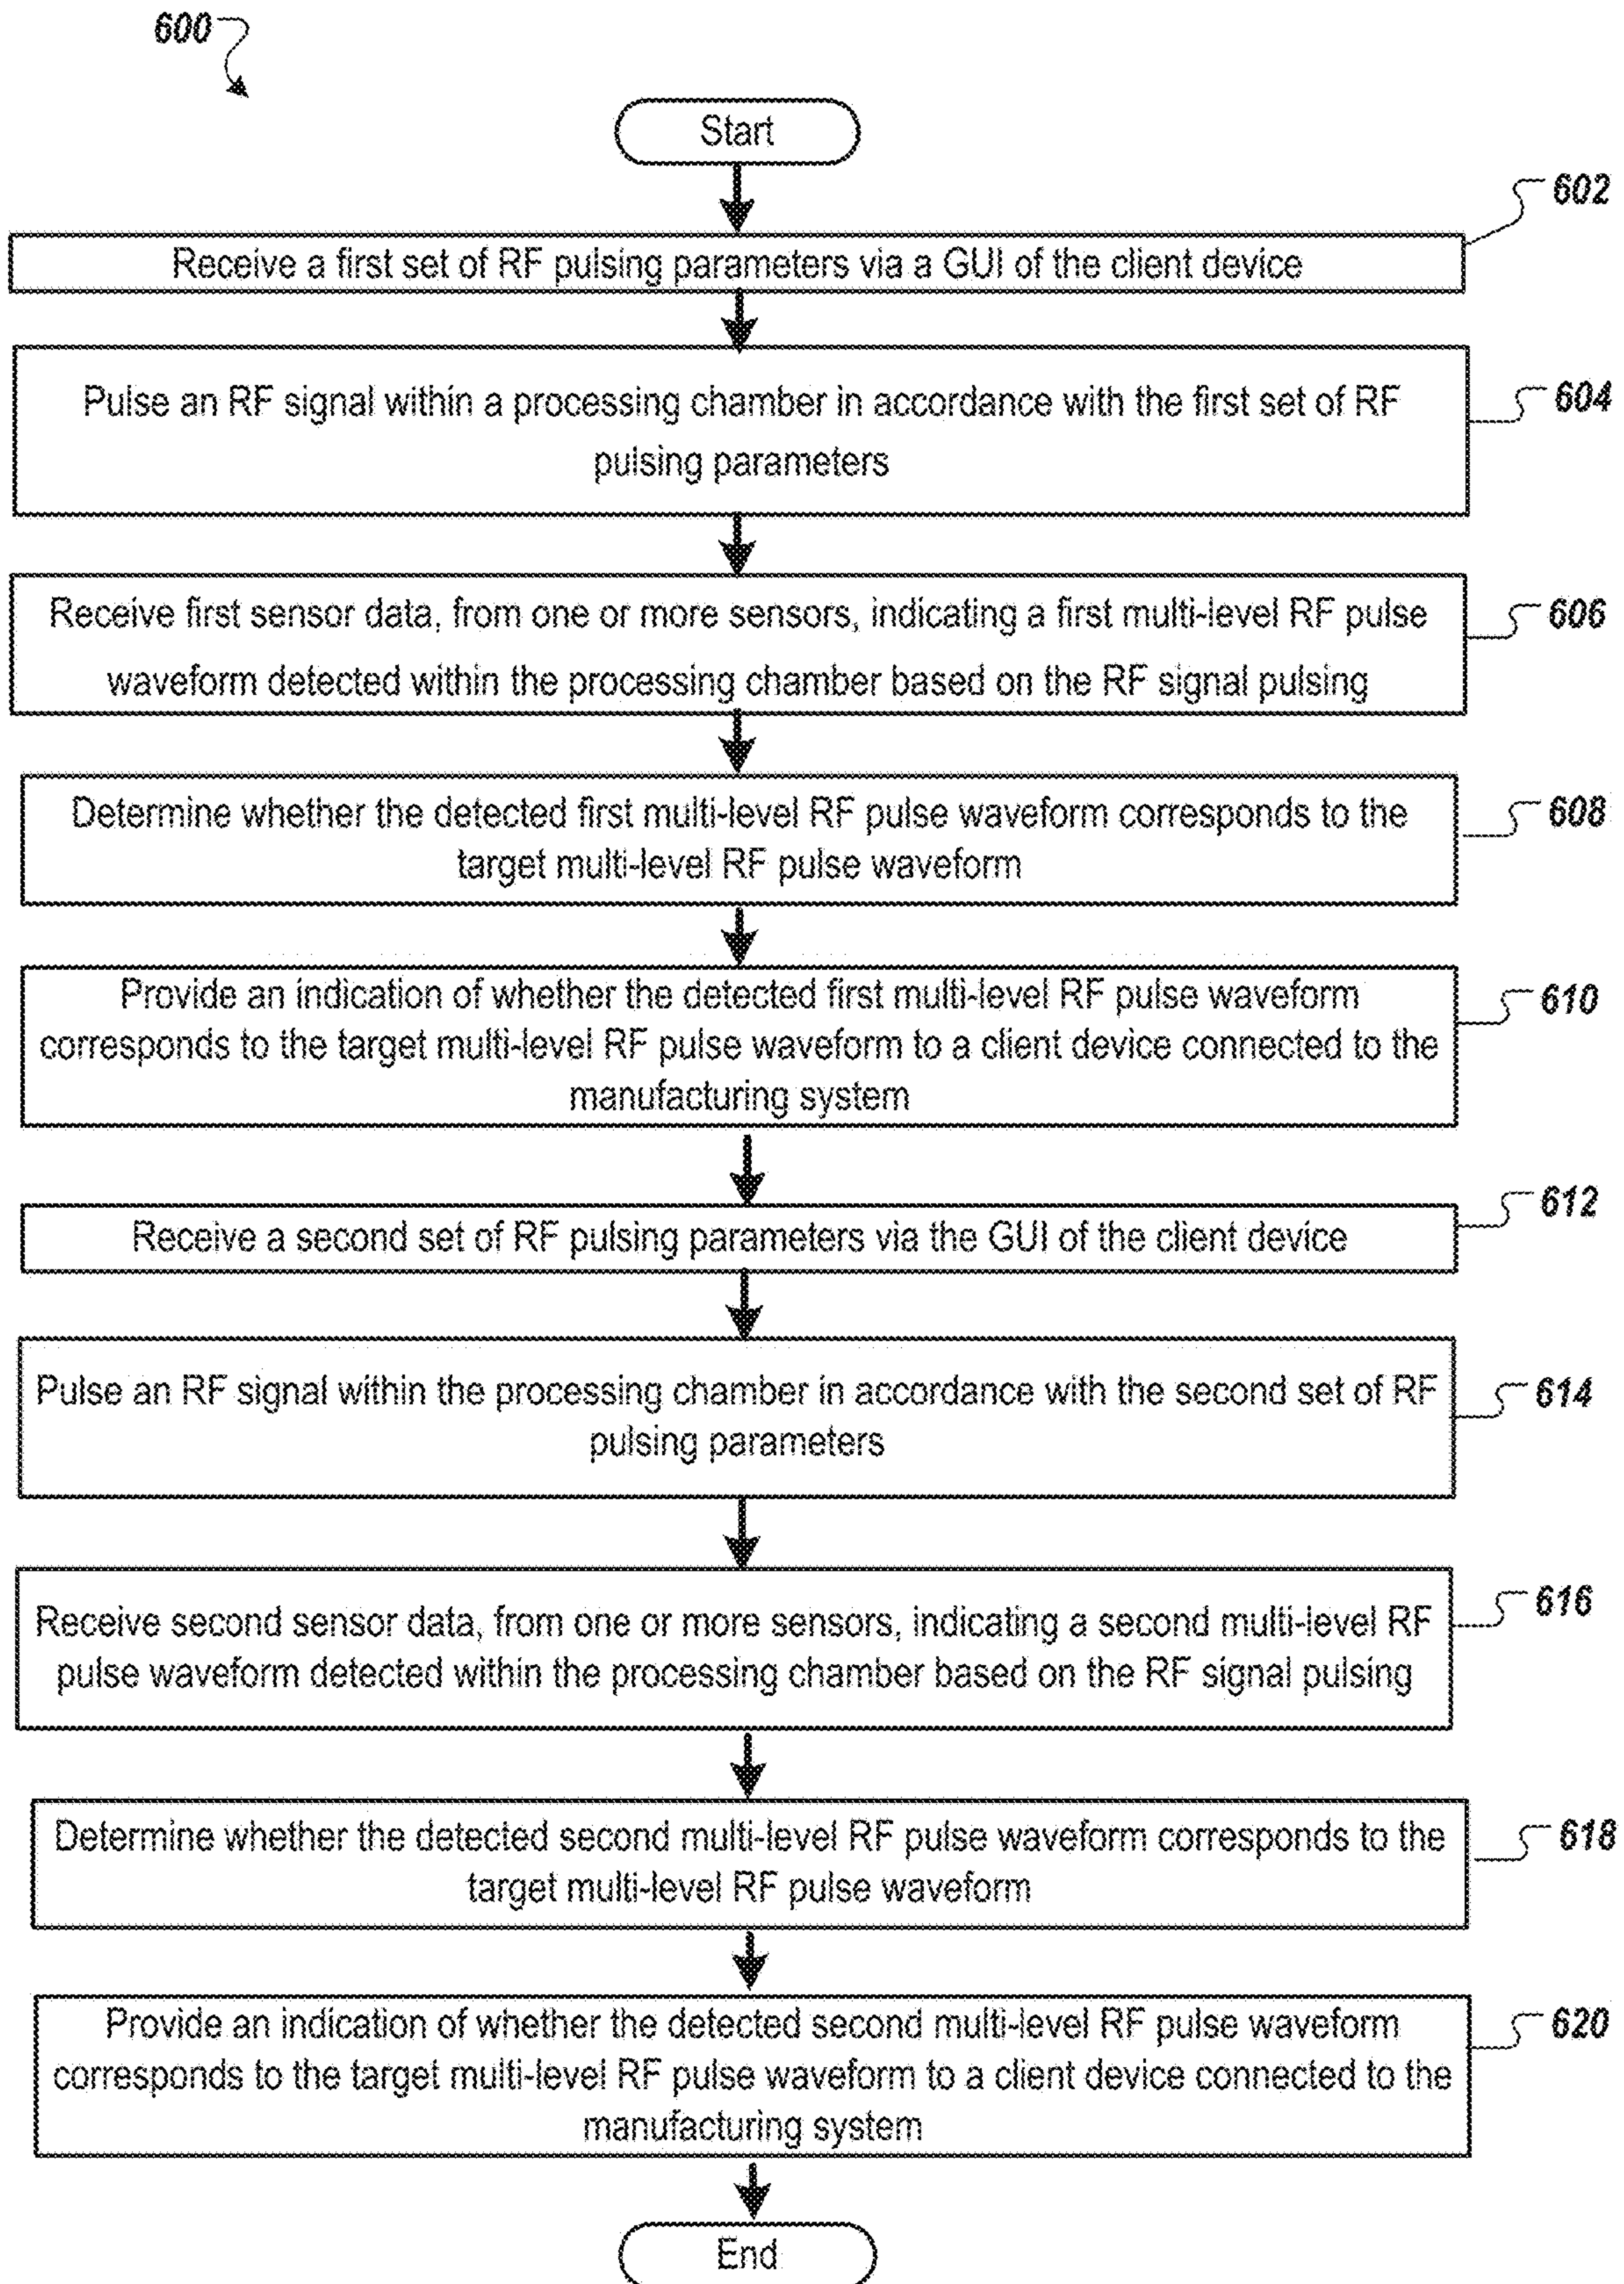 600
Start
602
Receive a first set of RF pulsing parameters via a GUI of the client device
604
Pulse an RF signal within a processing chamber in accordance with the first set of RF
pulsing parameters
606
Receive first sensor data, from one or more sensors, indicating a first multi-level RF pulse
waveform detected within the processing chamber based on the RF signal pulsing
608
Determine whether the detected first multi-level RF pulse waveform corresponds to the
target multi-level RF pulse waveform
610
Provide an indication of whether the detected first multi-level RF pulse waveform
corresponds to the target multi-level RF pulse waveform to a client device connected to the
manufacturing system
612
Receive a second set of RF pulsing parameters via the GUI of the client device
614
Pulse an RF signal within the processing chamber in accordance with the second set of RF
pulsing parameters
616
Receive second sensor data, from one or more sensors, indicating a second multi-level RF
pulse waveform detected within the processing chamber based on the RF signal pulsing
618
Determine whether the detected second multi-level RF pulse waveform corresponds to the
target multi-level RF pulse waveform
620
Provide an indication of whether the detected second multi-level RF pulse waveform
corresponds to the target multi-level RF pulse waveform to a client device connected to the
manufacturing system
End